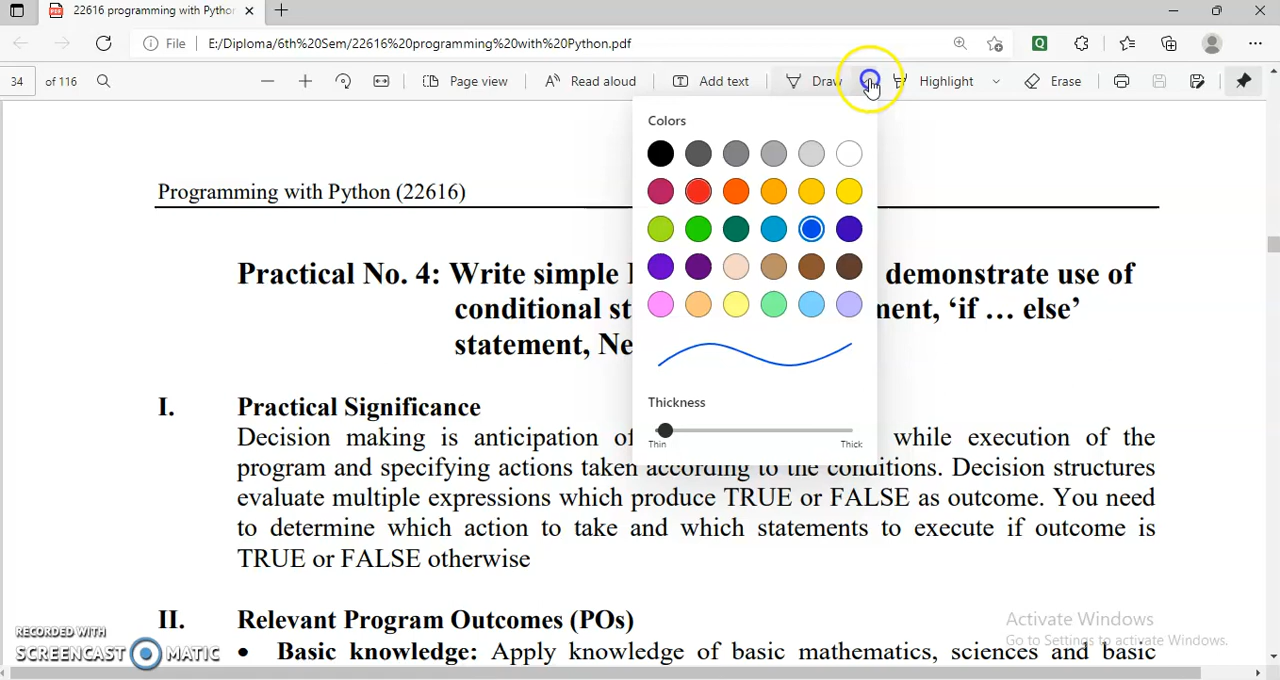 22616 programming with Python
File
E:/Diploma/6th%20Sem/22616%20programming%20with%20Python.pdf
34 of 116
Page view
Read aloud
Add text
Draw
Highlight
Erase
Colors
Thickness
Thin
Thick
Programming with Python (22616)
Practical No. 4: Write simple demonstrate use of
conditional ‘if … else’
statement,
I. Practical Significance
Decision making is anticipation while execution of the
program and specifying actions taken according to the conditions. Decision structures
evaluate multiple expressions which produce TRUE or FALSE as outcome. You need
to determine which action to take and which statements to execute if outcome is
TRUE or FALSE otherwise
II. Relevant Program Outcomes (POs)
• Basic knowledge: Apply knowledge of basic mathematics, sciences and basic
Activate Windows
Go to Settings to activate Windows.
RECORDED WITH
SCREENCAST MATIC